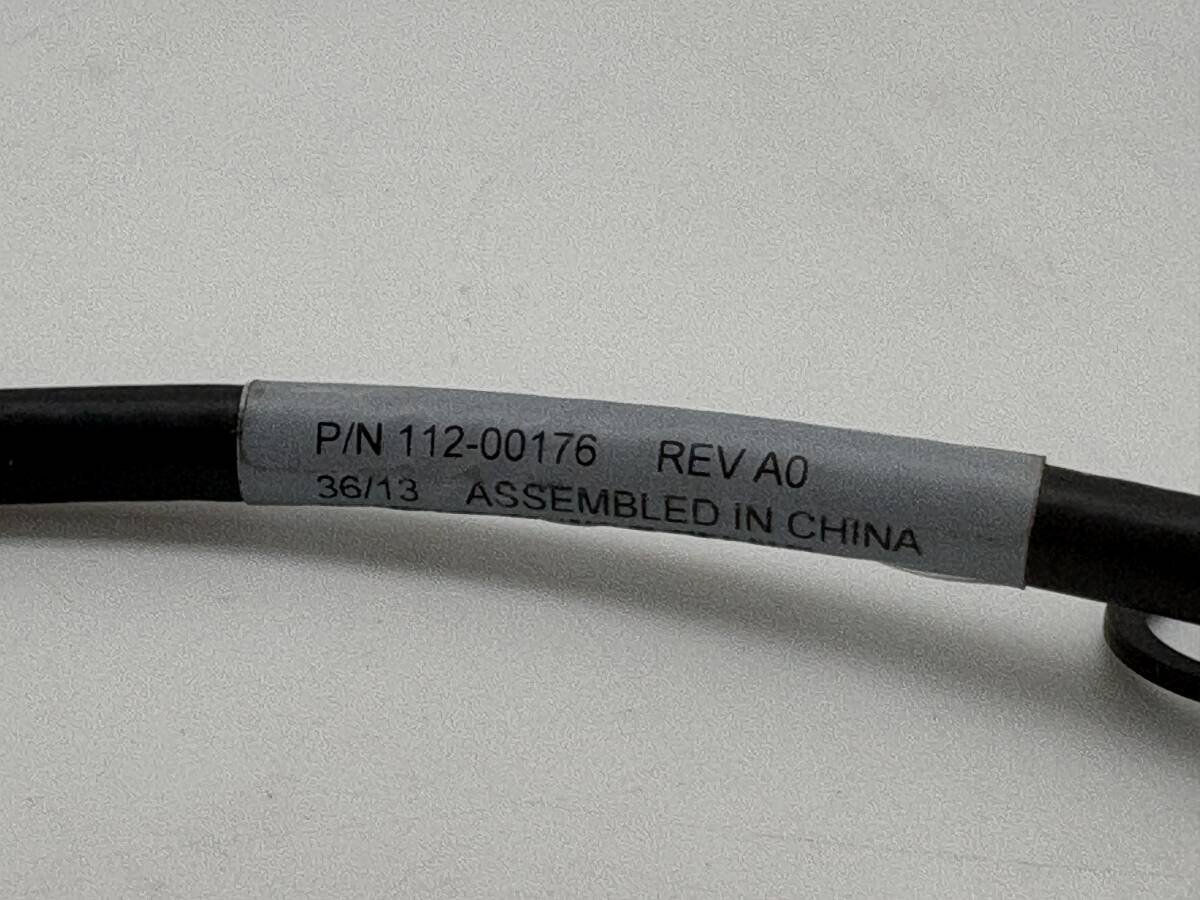 P/N 112-00176 REV A0
36/13 ASSEMBLED IN CHINA